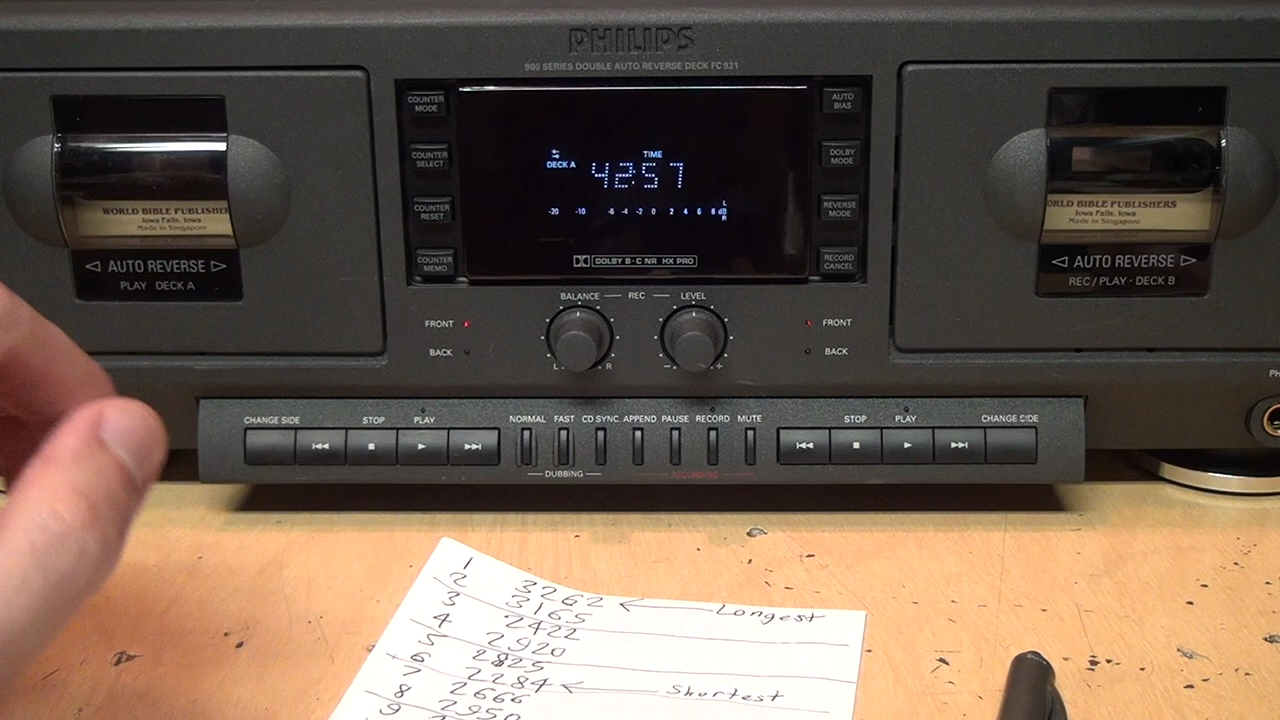 PHILIPS
900 SERIES DOUBLE AUTO REVERSE DECK FC931
COUNTER MODE
COUNTER SELECT
COUNTER RESET
COUNTER MEMO
DECK A
TIME
42:57
-20 -10 -6 -4 -2 0 2 4 6 8 dB
L
R
DOLBY B·C NR HX PRO
AUTO BIAS
DOLBY MODE
REVERSE MODE
RECORD CANCEL
WORLD BIBLE PUBLISHER
Iowa Falls, Iowa
Made in Singapore
◁ AUTO REVERSE ▷
PLAY DECK A
ORLD BIBLE PUBLISHERS
Iowa Falls, Iowa
Made in Singapore
◁ AUTO REVERSE ▷
REC / PLAY · DECK B
BALANCE — REC — LEVEL
L R
− +
FRONT
BACK
FRONT
BACK
PH
CHANGE SIDE STOP PLAY NORMAL FAST CD SYNC. APPEND PAUSE RECORD MUTE STOP PLAY CHANGE SIDE
DUBBING
RECORDING
1 3262 ← Longest
2 3165
3 2422
4 2920
5 2825
6 2284 ← Shortest
7 2666
8 2950
9